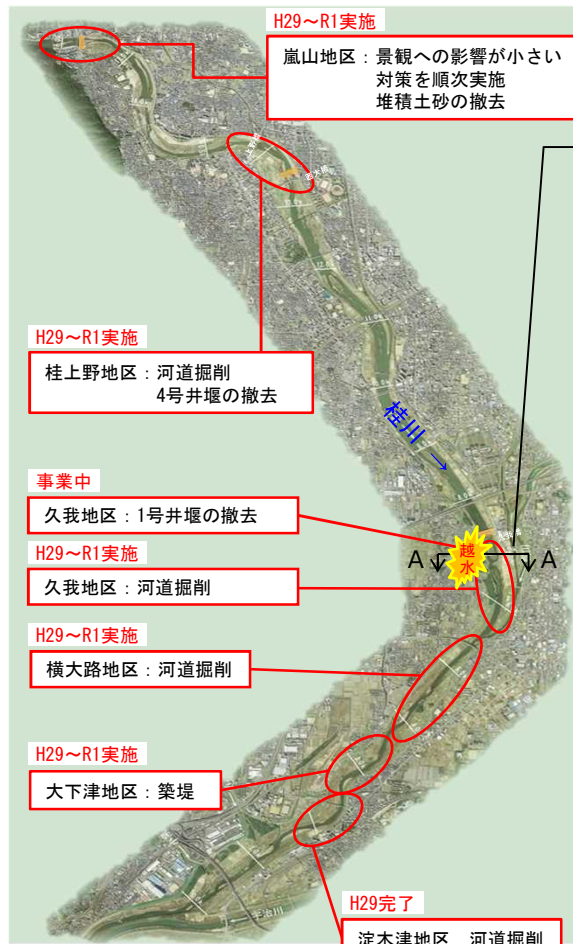 H29～R1実施
嵐山地区：景観への影響が小さい
対策を順次実施
堆積土砂の撤去
H29～R1実施
桂上野地区：河道掘削
4号井堰の撤去
桂川 →
事業中
久我地区：1号井堰の撤去
越水
A
A
H29～R1実施
久我地区：河道掘削
H29～R1実施
横大路地区：河道掘削
H29～R1実施
大下津地区：築堤
宇治川
H29完了
淀木津地区　河道掘削